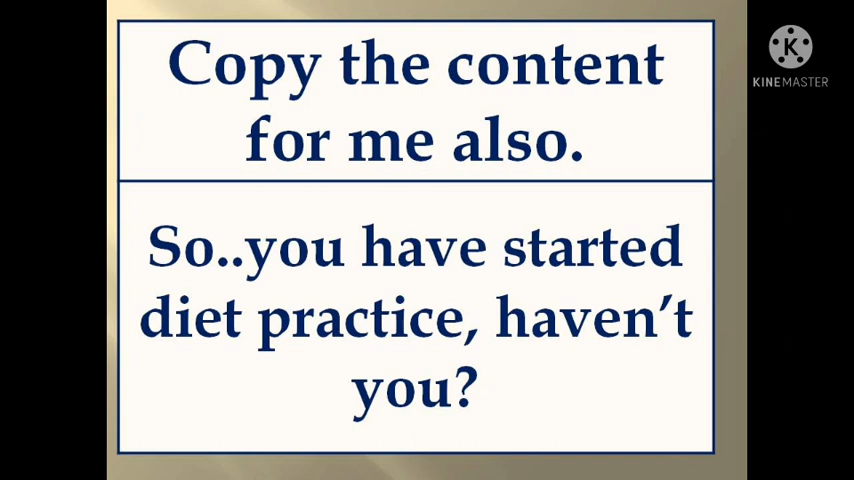 Copy the content
for me also.
So..you have started
diet practice, haven’t
you?
K
KINEMASTER